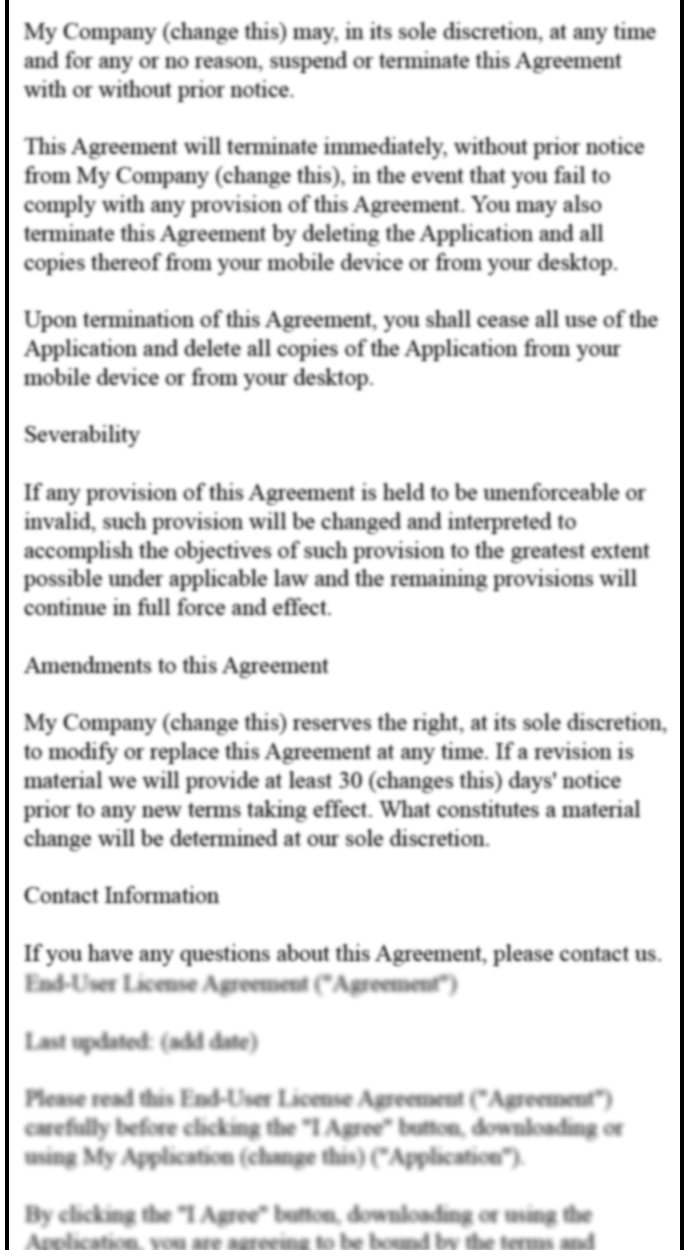 My Company (change this) may, in its sole discretion, at any time
and for any or no reason, suspend or terminate this Agreement
with or without prior notice.
This Agreement will terminate immediately, without prior notice
from My Company (change this), in the event that you fail to
comply with any provision of this Agreement. You may also
terminate this Agreement by deleting the Application and all
copies thereof from your mobile device or from your desktop.
Upon termination of this Agreement, you shall cease all use of the
Application and delete all copies of the Application from your
mobile device or from your desktop.
Severability
If any provision of this Agreement is held to be unenforceable or
invalid, such provision will be changed and interpreted to
accomplish the objectives of such provision to the greatest extent
possible under applicable law and the remaining provisions will
continue in full force and effect.
Amendments to this Agreement
My Company (change this) reserves the right, at its sole discretion,
to modify or replace this Agreement at any time. If a revision is
material we will provide at least 30 (changes this) days' notice
prior to any new terms taking effect. What constitutes a material
change will be determined at our sole discretion.
Contact Information
If you have any questions about this Agreement, please contact us.
End-User License Agreement ("Agreement")
Last updated: (add date)
Please read this End-User License Agreement ("Agreement")
carefully before clicking the "I Agree" button, downloading or
using My Application (change this) ("Application").
By clicking the "I Agree" button, downloading or using the
Application, you are agreeing to be bound by the terms and